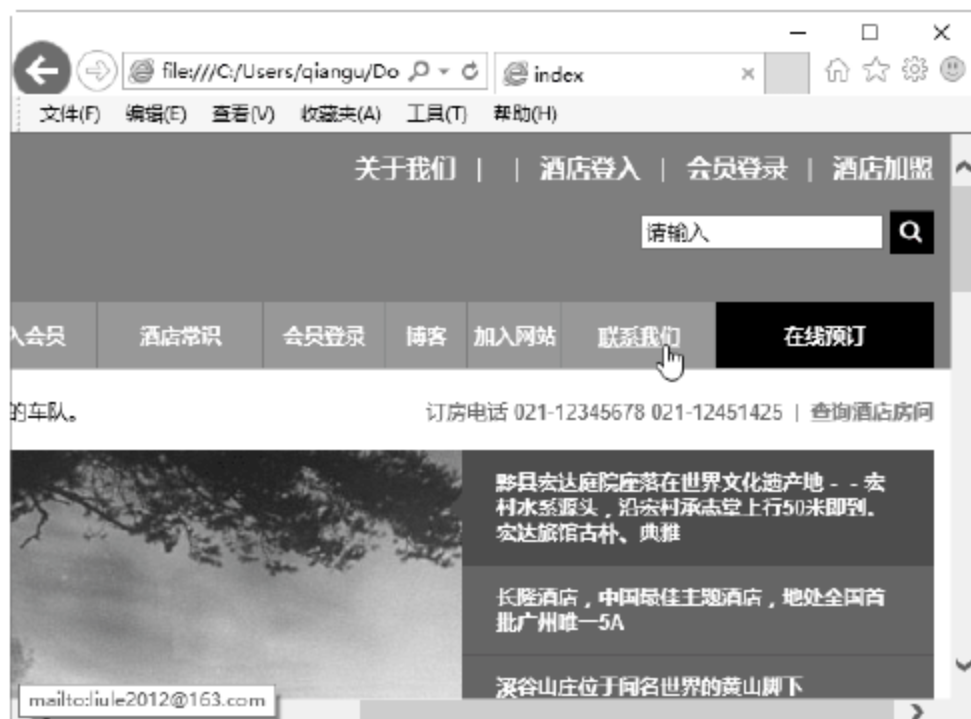 file:///C:/Users/qiangu/Do
index
文件(F) 编辑(E) 查看(V) 收藏夹(A) 工具(T) 帮助(H)
关于我们 | | 酒店登入 | 会员登录 | 酒店加盟
请输入
入会员 酒店常识 会员登录 博客 加入网站 联系我们 在线预订
的车队。 订房电话 021-12345678 021-12451425 | 查询酒店房间
黟县宏达庭院座落在世界文化遗产地 - - 宏
村水系源头，沿宏村承志堂上行50米即到。
宏达旅馆古朴、典雅
长隆酒店，中国最佳主题酒店，地处全国首
批广州唯一5A
溪谷山庄位于闻名世界的黄山脚下
mailto:liule2012@163.com